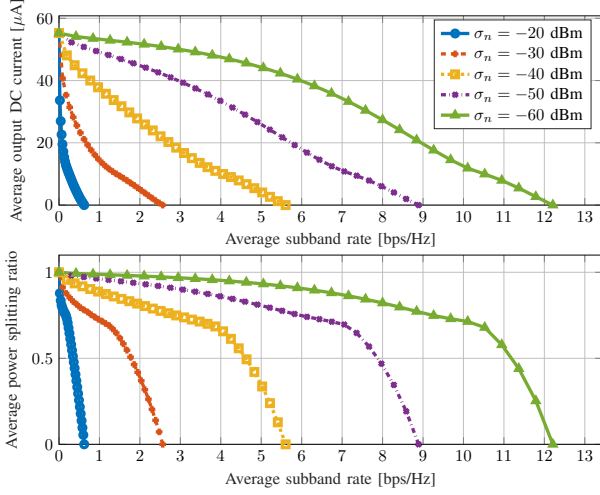 Average output DC current [μA]
60
40
20
0
0 1 2 3 4 5 6 7 8 9 10 11 12 13
Average subband rate [bps/Hz]
σn = −20 dBm
σn = −30 dBm
σn = −40 dBm
σn = −50 dBm
σn = −60 dBm
Average power splitting ratio
1
0.5
0
0 1 2 3 4 5 6 7 8 9 10 11 12 13
Average subband rate [bps/Hz]